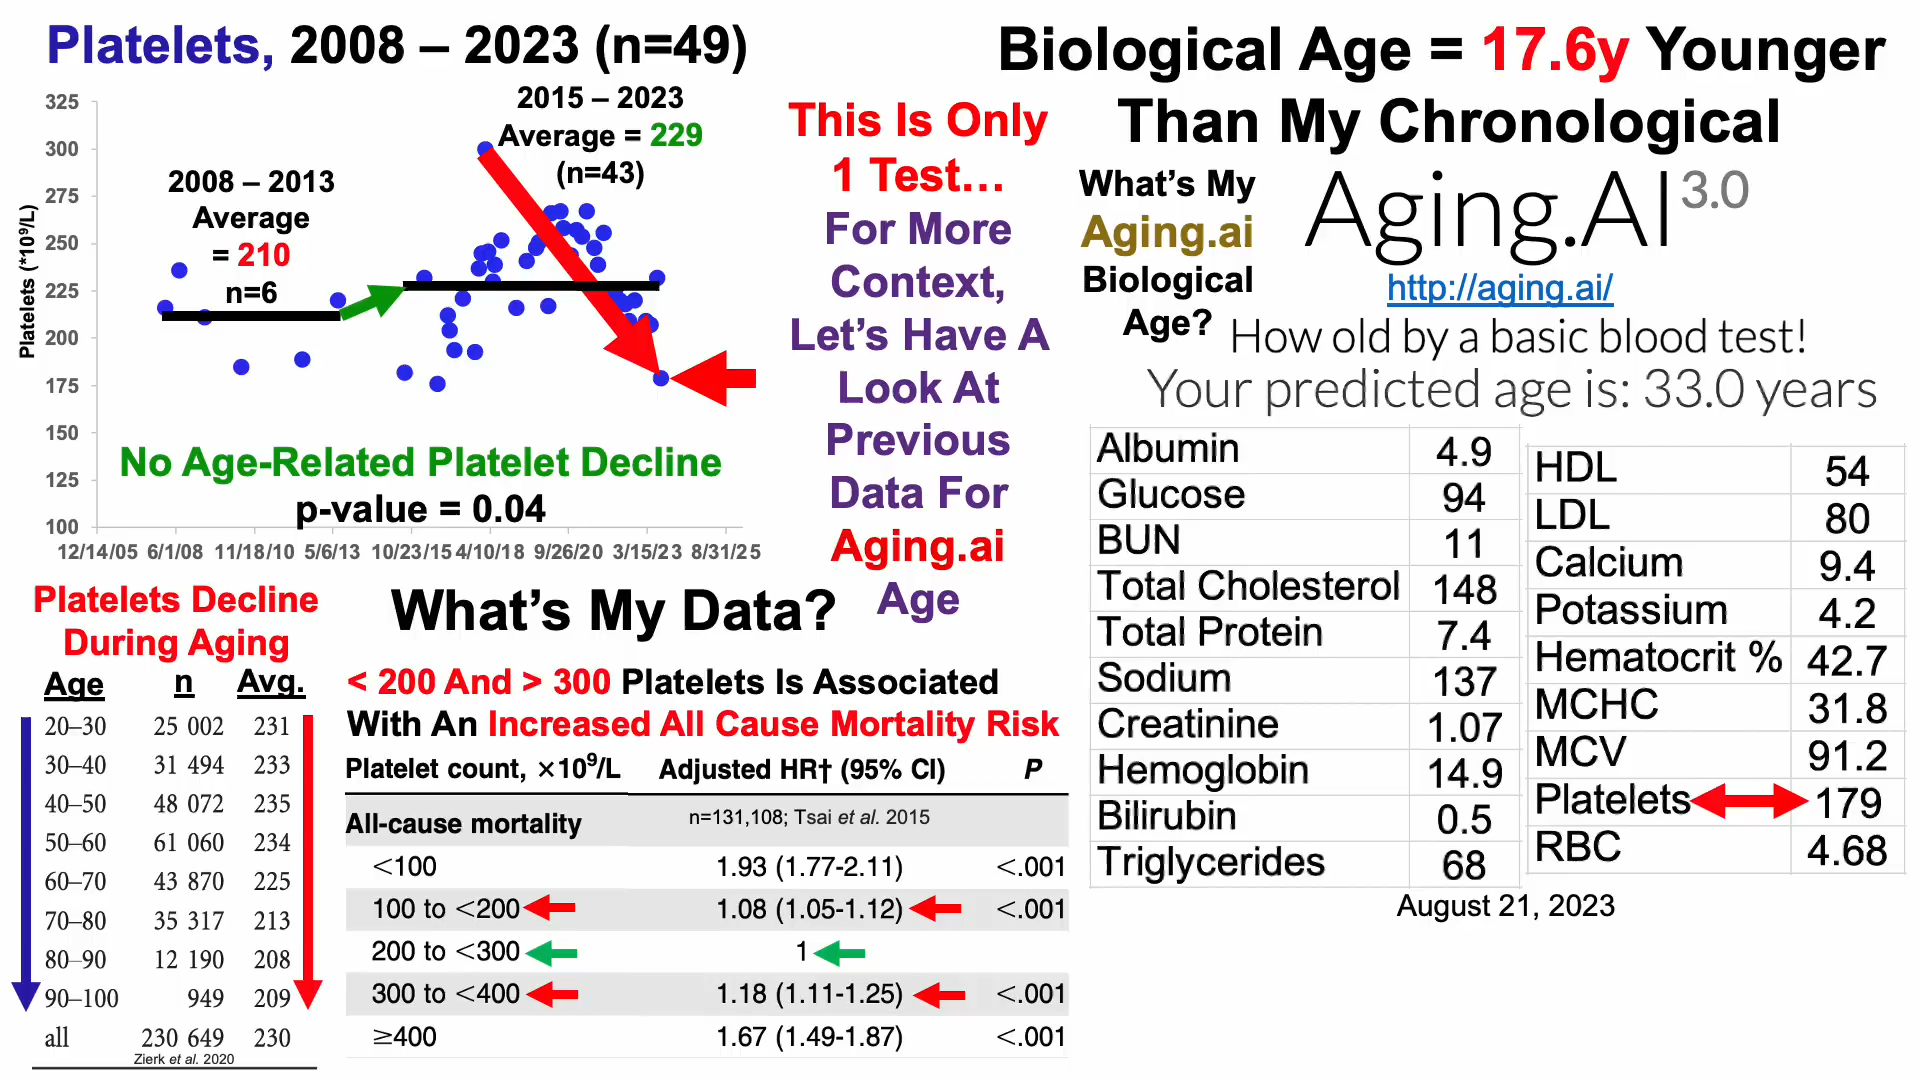 Platelets, 2008 – 2023 (n=49)
Platelets (*10⁹/L)
325
300
275
250
225
200
175
150
125
100
2008 – 2013
Average
= 210
n=6
2015 – 2023
Average = 229
(n=43)
No Age-Related Platelet Decline
p-value = 0.04
12/14/05 6/1/08 11/18/10 5/6/13 10/23/15 4/10/18 9/26/20 3/15/23 8/31/25
Platelets Decline
During Aging
Age n Avg.
20–30 25 002 231
30–40 31 494 233
40–50 48 072 235
50–60 61 060 234
60–70 43 870 225
70–80 35 317 213
80–90 12 190 208
90–100 949 209
all 230 649 230
Zierk et al. 2020
What's My Data?
< 200 And > 300 Platelets Is Associated
With An Increased All Cause Mortality Risk
Platelet count, ×10⁹/L Adjusted HR† (95% CI) P
All-cause mortality n=131,108; Tsai et al. 2015
<100 1.93 (1.77-2.11) <.001
100 to <200 1.08 (1.05-1.12) <.001
200 to <300 1
300 to <400 1.18 (1.11-1.25) <.001
≥400 1.67 (1.49-1.87) <.001
This Is Only
1 Test…
For More
Context,
Let's Have A
Look At
Previous
Data For
Aging.ai
Age
Biological Age = 17.6y Younger
Than My Chronological
What's My
Aging.ai
Biological
Age?
Aging.AI 3.0
http://aging.ai/
How old by a basic blood test!
Your predicted age is: 33.0 years
Albumin 4.9
Glucose 94
BUN 11
Total Cholesterol 148
Total Protein 7.4
Sodium 137
Creatinine 1.07
Hemoglobin 14.9
Bilirubin 0.5
Triglycerides 68
HDL 54
LDL 80
Calcium 9.4
Potassium 4.2
Hematocrit % 42.7
MCHC 31.8
MCV 91.2
Platelets 179
RBC 4.68
August 21, 2023